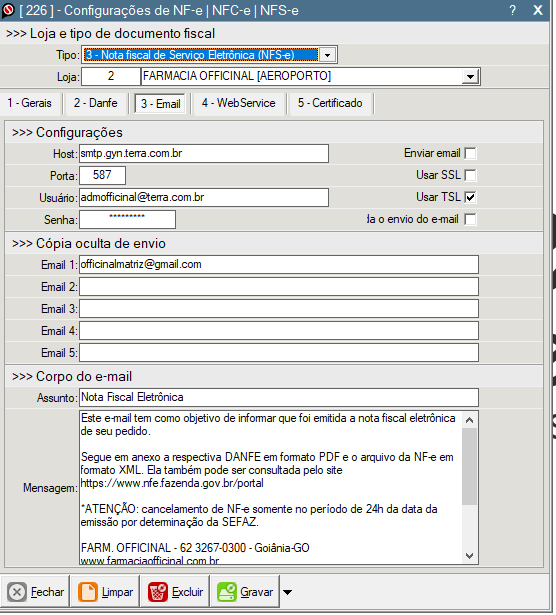 [ 226 ] - Configurações de NF-e | NFC-e | NFS-e ? X
>>> Loja e tipo de documento fiscal
Tipo: 3 - Nota fiscal de Serviço Eletrônica (NFS-e)
Loja: 2 FARMACIA OFFICINAL [AEROPORTO]
1 - Gerais 2 - Danfe 3 - Email 4 - WebService 5 - Certificado
>>> Configurações
Host: smtp.gyn.terra.com.br Enviar email
Porta: 587 Usar SSL
Usuário: admofficinal@terra.com.br Usar TSL
Senha: ********* da o envio do e-mail
>>> Cópia oculta de envio
Email 1: officinalmatriz@gmail.com
Email 2:
Email 3:
Email 4:
Email 5:
>>> Corpo do e-mail
Assunto: Nota Fiscal Eletrônica
Mensagem:
Este e-mail tem como objetivo de informar que foi emitida a nota fiscal eletrônica
de seu pedido.
Segue em anexo a respectiva DANFE em formato PDF e o arquivo da NF-e em
formato XML. Ela também pode ser consultada pelo site
https://www.nfe.fazenda.gov.br/portal
*ATENÇÃO: cancelamento de NF-e somente no período de 24h da data da
emissão por determinação da SEFAZ.
FARM. OFFICINAL - 62 3267-0300 - Goiânia-GO
www.farmaciaofficinal.com.br
Fechar Limpar Excluir Gravar